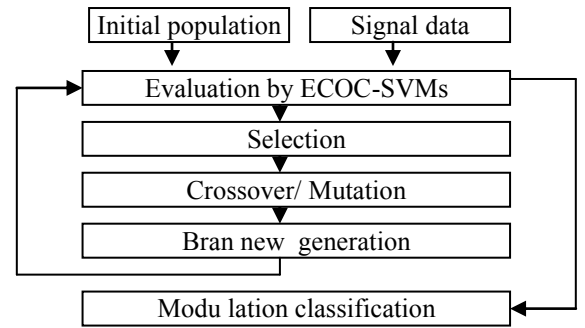 Initial population
Signal data
Evaluation by ECOC-SVMs
Selection
Crossover/ Mutation
Bran new generation
Modu lation classification